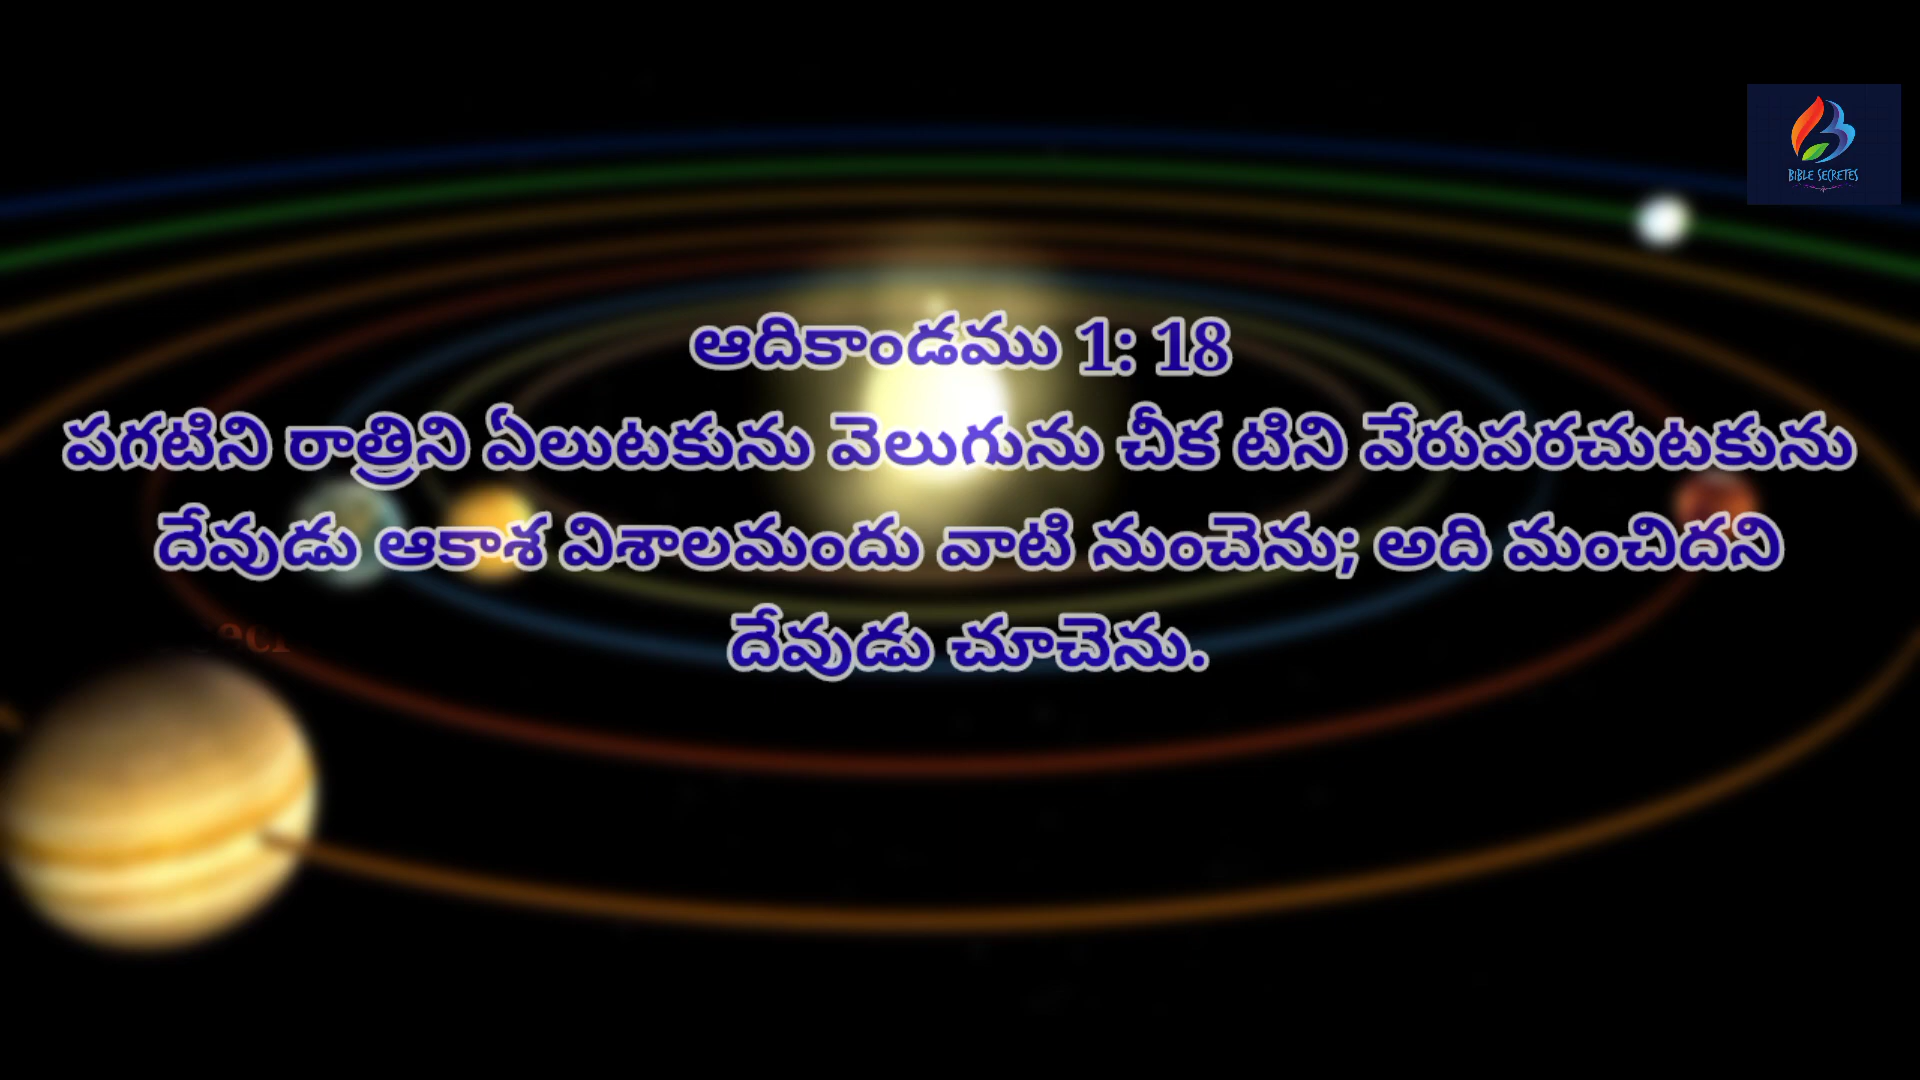 BIBLE SECRETES
ఆదికాండము 1: 18
పగటిని రాత్రిని ఏలుటకును వెలుగును చీక టిని వేరుపరచుటకును
దేవుడు ఆకాశ విశాలమందు వాటి నుంచెను; అది మంచిదని
దేవుడు చూచెను.